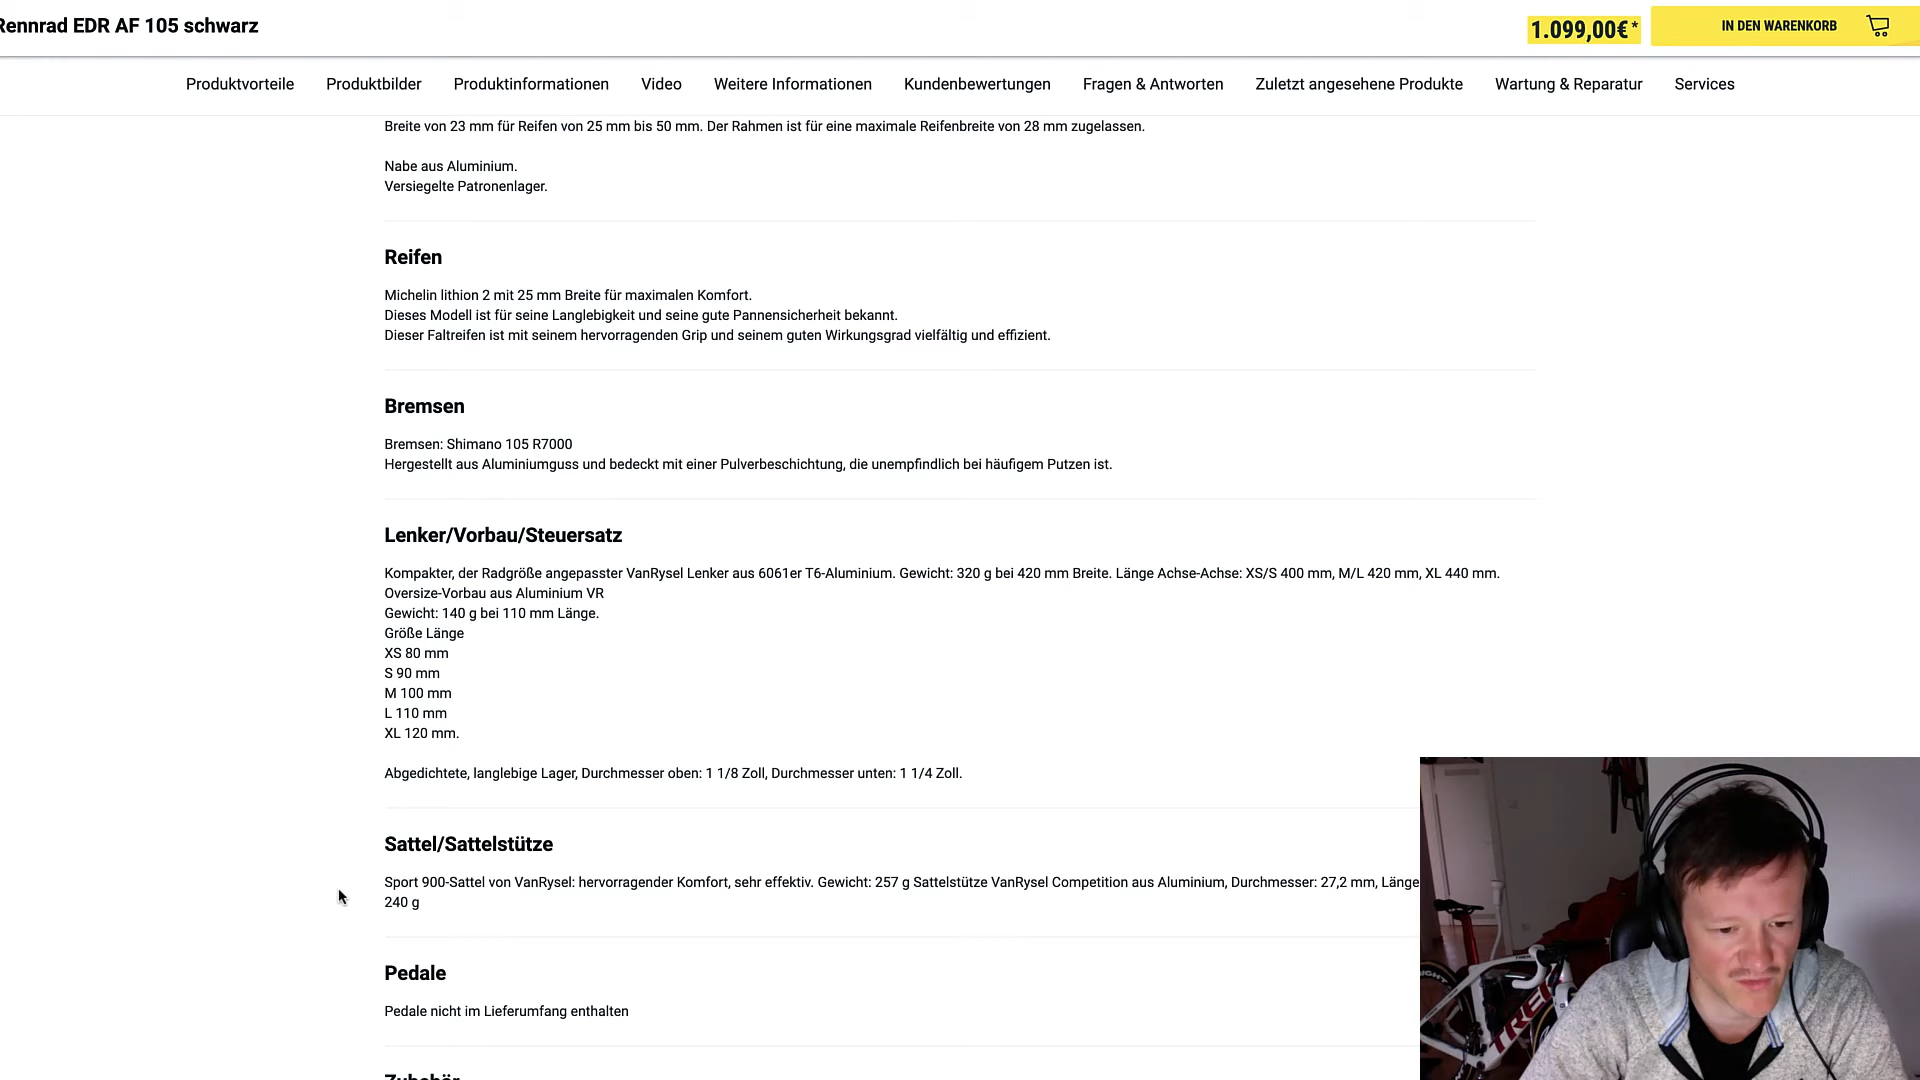 Rennrad EDR AF 105 schwarz
1.099,00€*
IN DEN WARENKORB
Produktvorteile Produktbilder Produktinformationen Video Weitere Informationen Kundenbewertungen Fragen & Antworten Zuletzt angesehene Produkte Wartung & Reparatur Services
Breite von 23 mm für Reifen von 25 mm bis 50 mm. Der Rahmen ist für eine maximale Reifenbreite von 28 mm zugelassen.
Nabe aus Aluminium.
Versiegelte Patronenlager.
Reifen
Michelin lithion 2 mit 25 mm Breite für maximalen Komfort.
Dieses Modell ist für seine Langlebigkeit und seine gute Pannensicherheit bekannt.
Dieser Faltreifen ist mit seinem hervorragenden Grip und seinem guten Wirkungsgrad vielfältig und effizient.
Bremsen
Bremsen: Shimano 105 R7000
Hergestellt aus Aluminiumguss und bedeckt mit einer Pulverbeschichtung, die unempfindlich bei häufigem Putzen ist.
Lenker/Vorbau/Steuersatz
Kompakter, der Radgröße angepasster VanRysel Lenker aus 6061er T6-Aluminium. Gewicht: 320 g bei 420 mm Breite. Länge Achse-Achse: XS/S 400 mm, M/L 420 mm, XL 440 mm.
Oversize-Vorbau aus Aluminium VR
Gewicht: 140 g bei 110 mm Länge.
Größe Länge
XS 80 mm
S 90 mm
M 100 mm
L 110 mm
XL 120 mm.
Abgedichtete, langlebige Lager, Durchmesser oben: 1 1/8 Zoll, Durchmesser unten: 1 1/4 Zoll.
Sattel/Sattelstütze
Sport 900-Sattel von VanRysel: hervorragender Komfort, sehr effektiv. Gewicht: 257 g Sattelstütze VanRysel Competition aus Aluminium, Durchmesser: 27,2 mm, Länge
240 g
Pedale
Pedale nicht im Lieferumfang enthalten
Zubehör
TREK